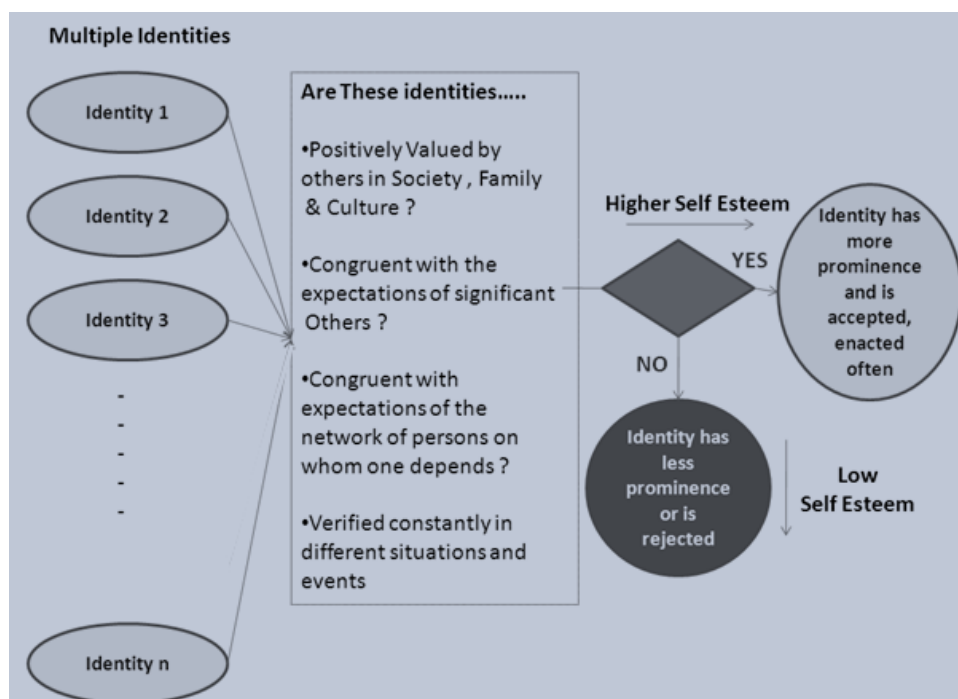 Multiple Identities
Identity 1
Identity 2
Identity 3
-
-
-
-
-
Identity n
Are These identities.....
•Positively Valued by
others in Society , Family
& Culture ?
•Congruent with the
expectations of significant
Others ?
•Congruent with
expectations of the
network of persons on
whom one depends ?
•Verified constantly in
different situations and
events
Higher Self Esteem
YES
NO
Identity has
more
prominence
and is
accepted,
enacted
often
Identity has
less
prominence
or is
rejected
Low
Self Esteem